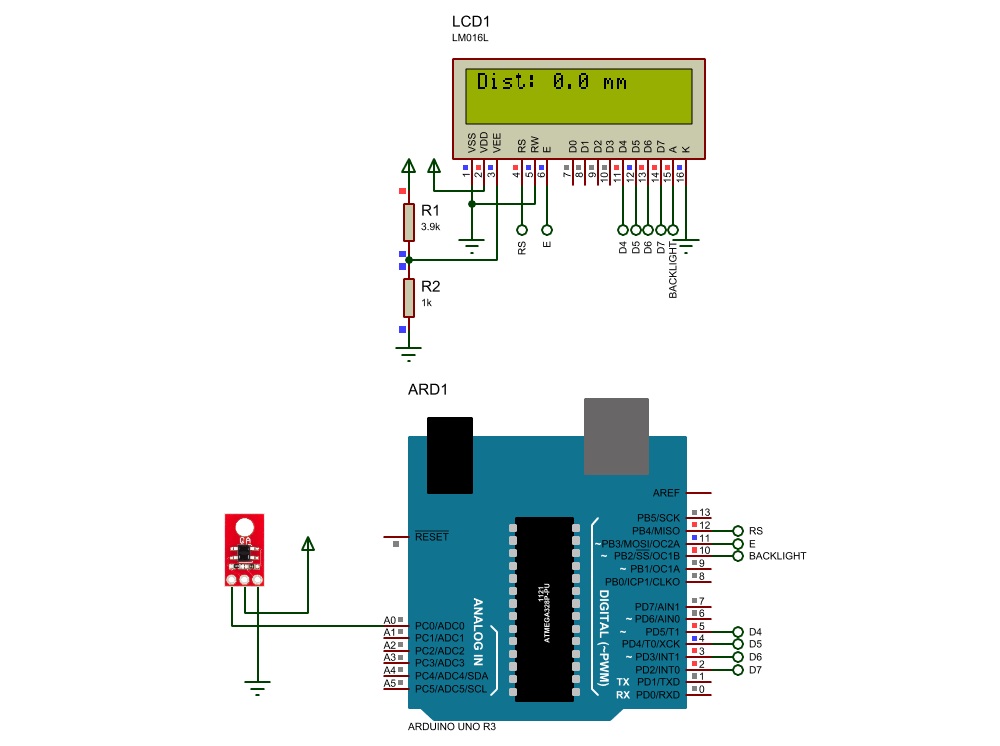 LCD1
LM016L
Dist: 0.0 mm
VSS VDD VEE RS RW E D0 D1 D2 D3 D4 D5 D6 D7 A K
1 2 3 4 5 6 7 8 9 10 11 12 13 14 15 16
RS E D4 D5 D6 D7 BACKLIGHT
R1
3.9k
R2
1k
ARD1
AREF
PB5/SCK 13
PB4/MISO 12 RS
RESET
~PB3/MOSI/OC2A 11 E
~ PB2/SS/OC1B 10 BACKLIGHT
~ PB1/OC1A 9
PB0/ICP1/CLKO 8
QA
1121
ATMEGA328P-PU
ANALOG IN
DIGITAL (~PWM)
PD7/AIN1 7
~ PD6/AIN0 6
~ PD5/T1 5 D4
PD4/T0/XCK 4 D5
~ PD3/INT1 3 D6
PD2/INT0 2 D7
TX PD1/TXD 1
RX PD0/RXD 0
A0 PC0/ADC0
A1 PC1/ADC1
A2 PC2/ADC2
A3 PC3/ADC3
A4 PC4/ADC4/SDA
A5 PC5/ADC5/SCL
ARDUINO UNO R3